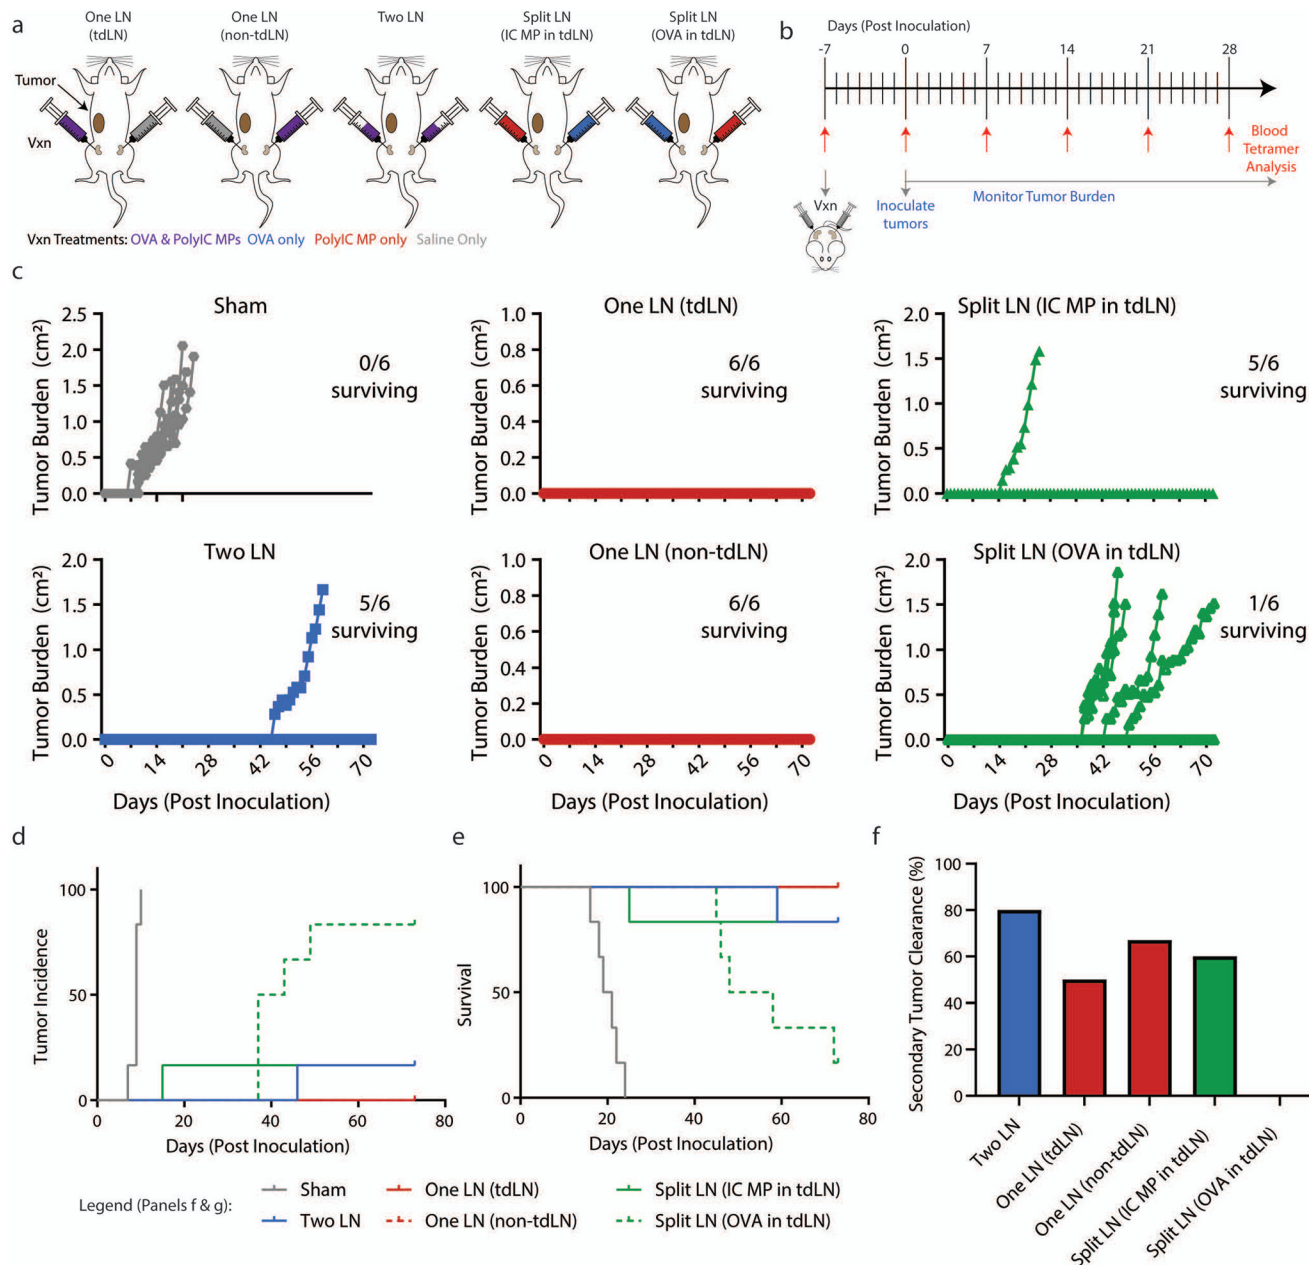 a
One LN
(tdLN)
One LN
(non-tdLN)
Two LN
Split LN
(IC MP in tdLN)
Split LN
(OVA in tdLN)
Tumor
Vxn
Vxn Treatments: OVA & PolyIC MPs OVA only PolyIC MP only Saline Only
b
Days (Post Inoculation)
-7 0 7 14 21 28
Blood
Tetramer
Analysis
Vxn
Inoculate
tumors
Monitor Tumor Burden
c
Sham
Tumor Burden (cm²)
2.5
2.0
1.5
1.0
0.5
0.0
0/6
surviving
One LN (tdLN)
Tumor Burden (cm²)
1.0
0.8
0.6
0.4
0.2
0.0
6/6
surviving
Split LN (IC MP in tdLN)
Tumor Burden (cm²)
2.0
1.5
1.0
0.5
0.0
5/6
surviving
Two LN
Tumor Burden (cm²)
2.0
1.5
1.0
0.5
0.0
5/6
surviving
0 14 28 42 56 70
Days (Post Inoculation)
One LN (non-tdLN)
Tumor Burden (cm²)
1.0
0.8
0.6
0.4
0.2
0.0
6/6
surviving
0 14 28 42 56 70
Days (Post Inoculation)
Split LN (OVA in tdLN)
Tumor Burden (cm²)
2.0
1.5
1.0
0.5
0.0
1/6
surviving
0 14 28 42 56 70
Days (Post Inoculation)
d
Tumor Incidence
100
50
0
0 20 40 60 80
Days (Post Inoculation)
e
Survival
100
50
0
0 20 40 60 80
Days (Post Inoculation)
f
Secondary Tumor Clearance (%)
100
80
60
40
20
0
Two LN
One LN (tdLN)
One LN (non-tdLN)
Split LN (IC MP in tdLN)
Split LN (OVA in tdLN)
Legend (Panels f & g):
Sham
One LN (tdLN)
Split LN (IC MP in tdLN)
Two LN
One LN (non-tdLN)
Split LN (OVA in tdLN)